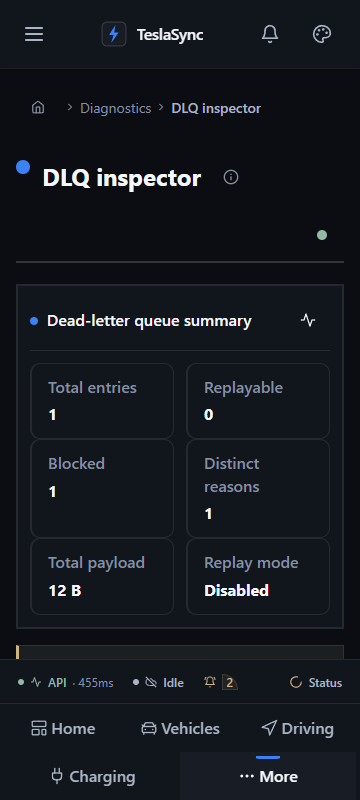 TeslaSync
Diagnostics DLQ inspector
DLQ inspector
Dead-letter queue summary
Total entries
1
Replayable
0
Blocked
1
Distinct
reasons
1
Total payload
12 B
Replay mode
Disabled
API · 455ms Idle 2 Status
Home Vehicles Driving
Charging More